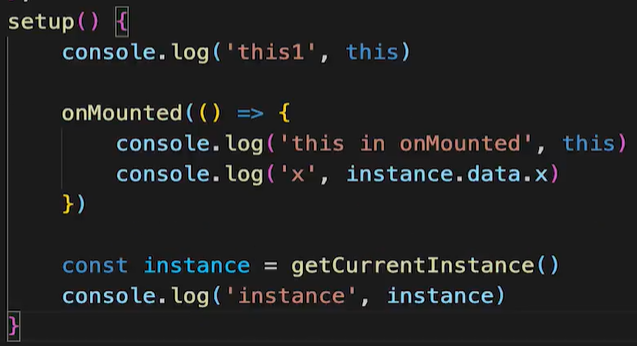 setup() {
console.log('this1', this)
onMounted(() => {
console.log('this in onMounted', this)
console.log('x', instance.data.x)
})
const instance = getCurrentInstance()
console.log('instance', instance)
}